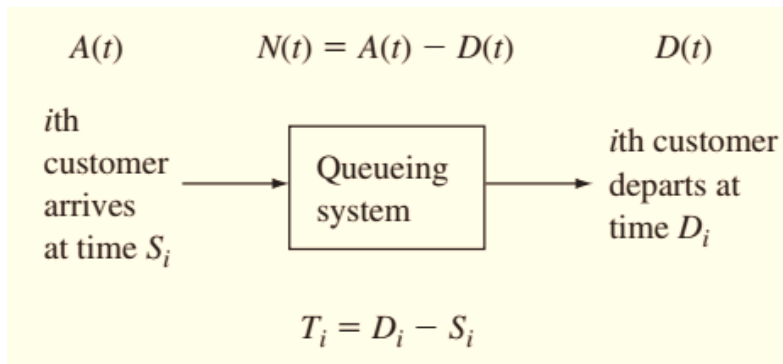 A(t)
N(t) = A(t) − D(t)
D(t)
ith
customer
arrives
at time Sᵢ
Queueing
system
ith customer
departs at
time Dᵢ
Tᵢ = Dᵢ − Sᵢ